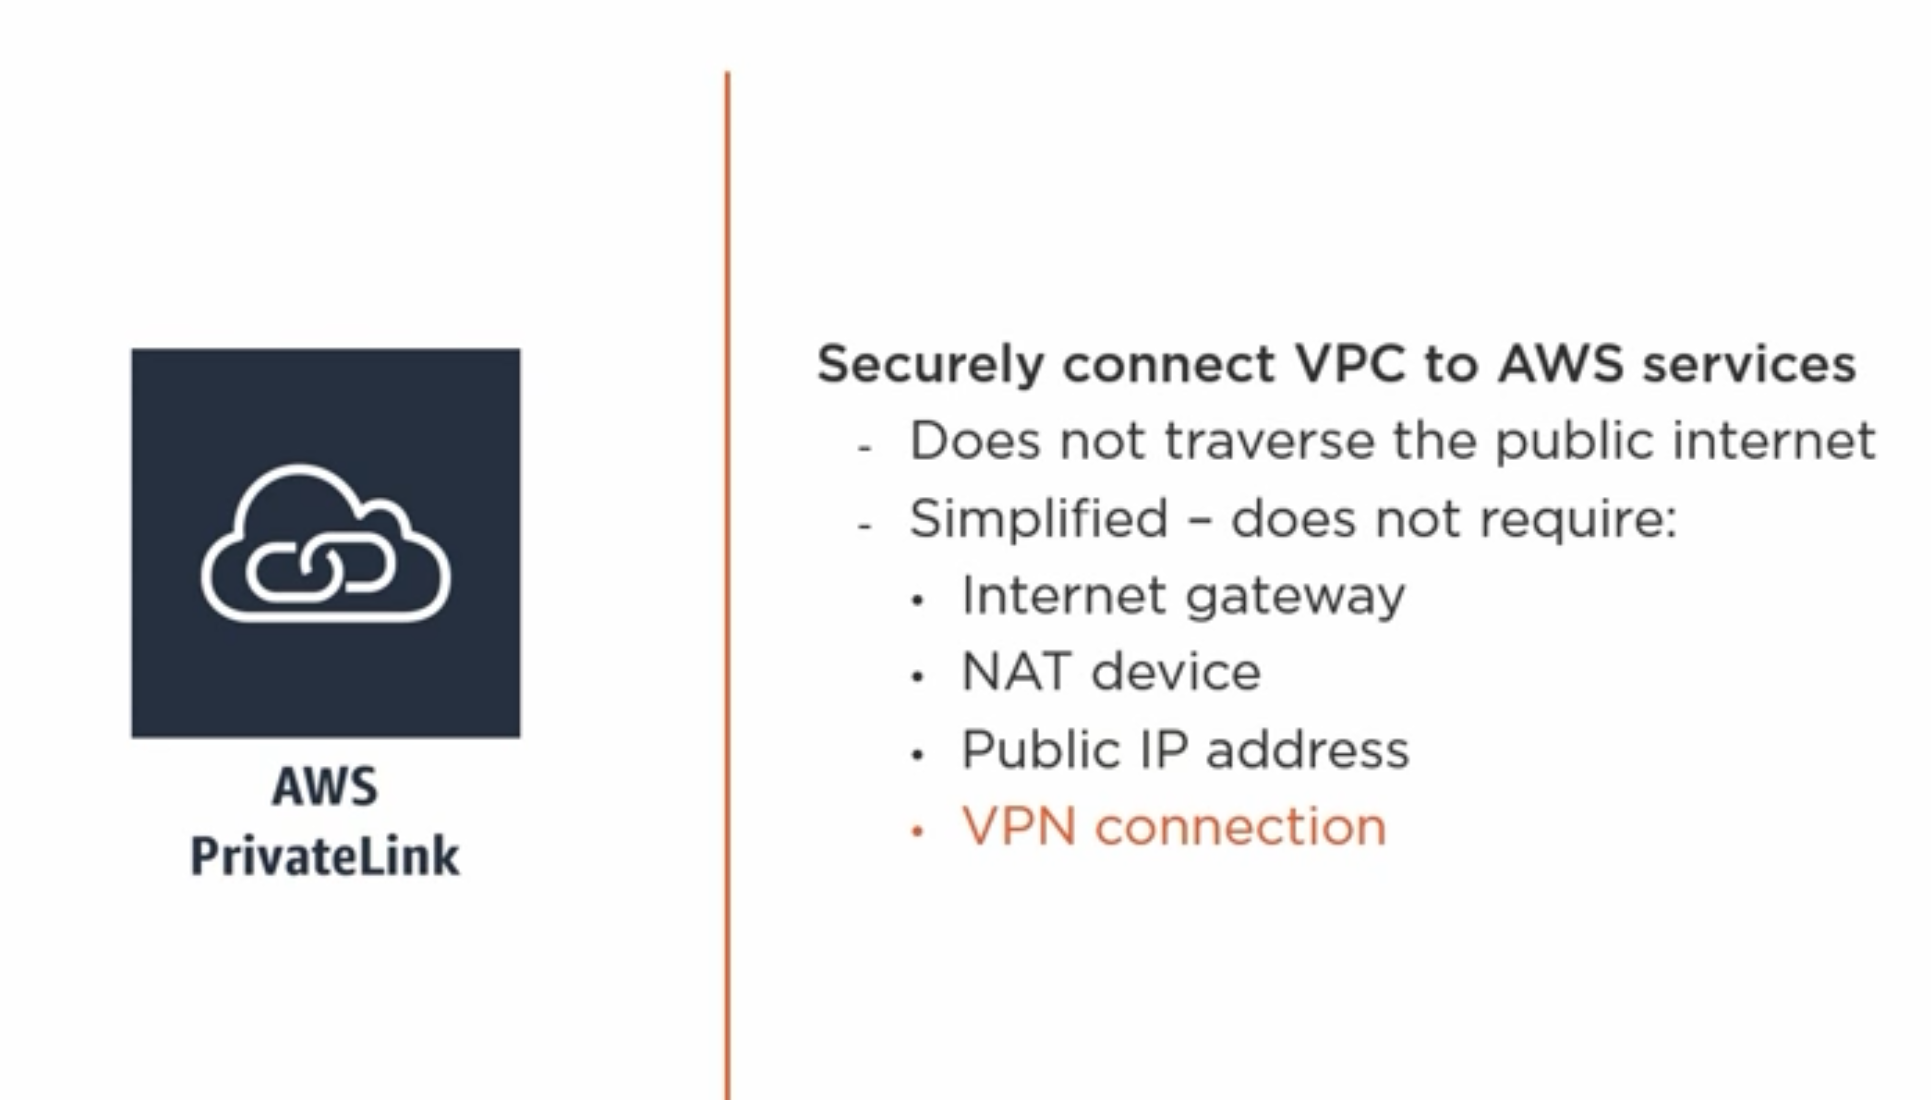 AWS
PrivateLink
Securely connect VPC to AWS services
- Does not traverse the public internet
- Simplified – does not require:
• Internet gateway
• NAT device
• Public IP address
• VPN connection